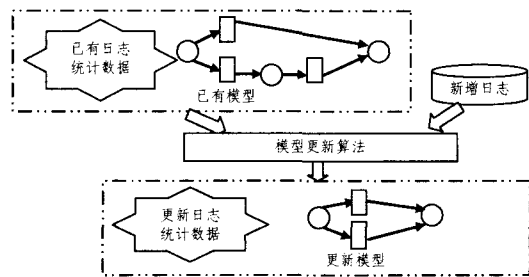 已有日志
统计数据
已有模型
新增日志
模型更新算法
更新日志
统计数据
更新模型